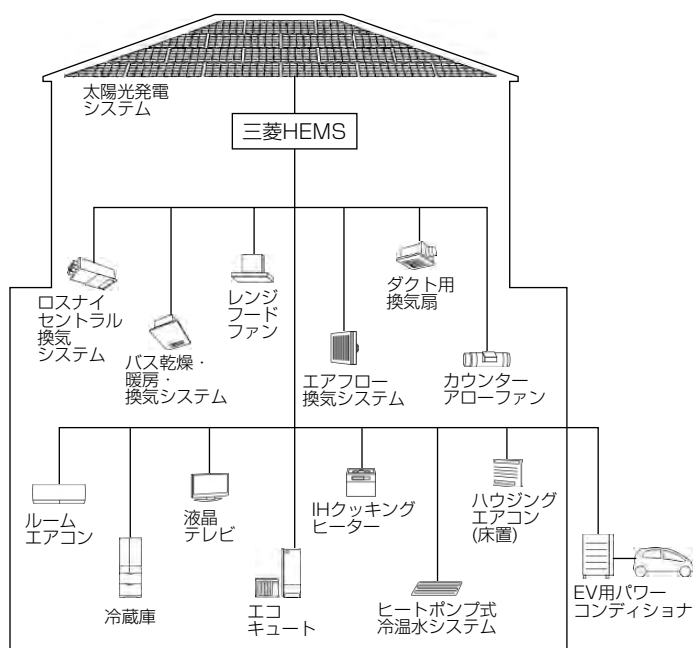 太陽光発電
システム
三菱HEMS
ロスナイ
セントラル
換気
システム
バス乾燥・
暖房・
換気システム
レンジ
フード
ファン
エアフロー
換気システム
ダクト用
換気扇
カウンター
アローファン
ルーム
エアコン
冷蔵庫
液晶
テレビ
エコ
キュート
IHクッキング
ヒーター
ヒートポンプ式
冷温水システム
ハウジング
エアコン
(床置)
EV用パワー
コンディショナ